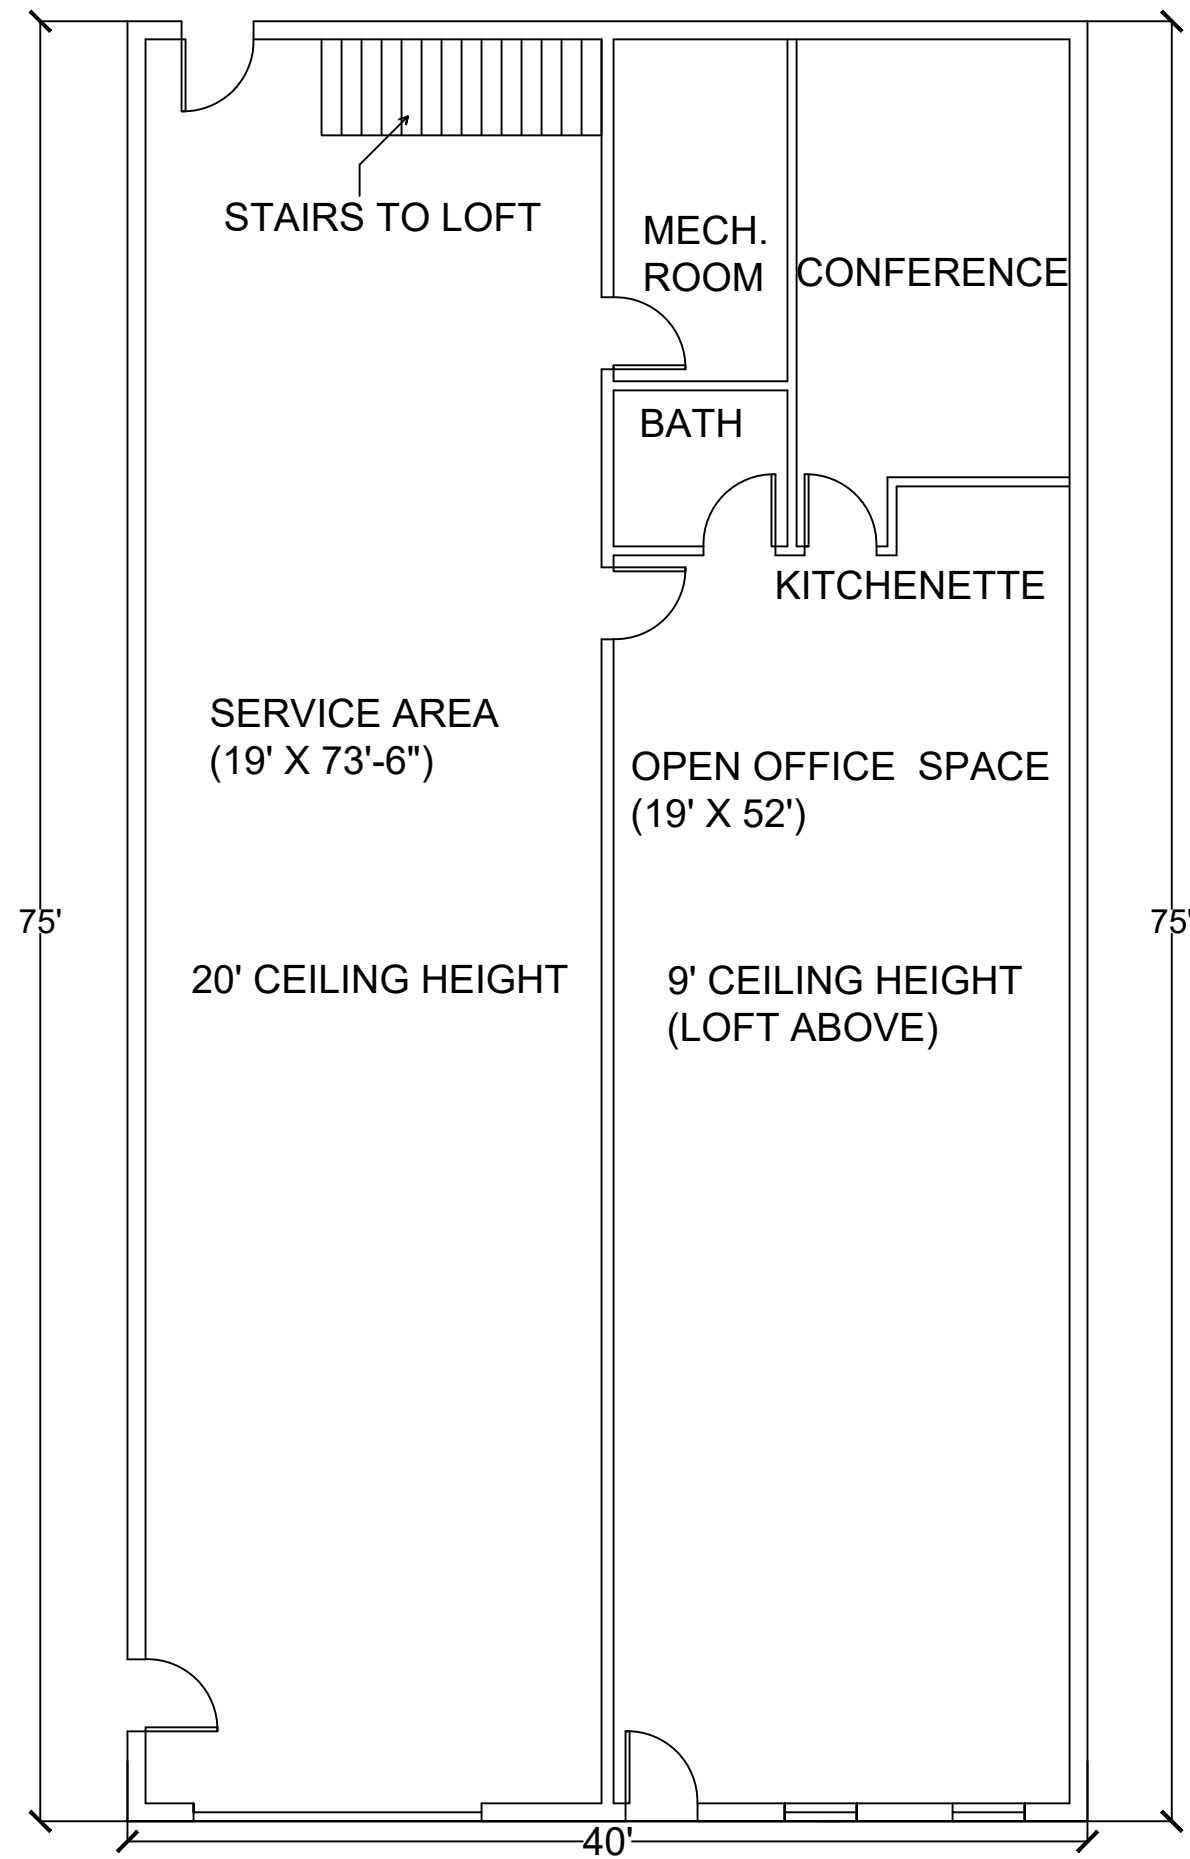 STAIRS TO LOFT
MECH.
ROOM
CONFERENCE
BATH
KITCHENETTE
SERVICE AREA
(19' X 73'-6")
OPEN OFFICE  SPACE
(19' X 52')
75'
75'
20' CEILING HEIGHT
9' CEILING HEIGHT
(LOFT ABOVE)
40'